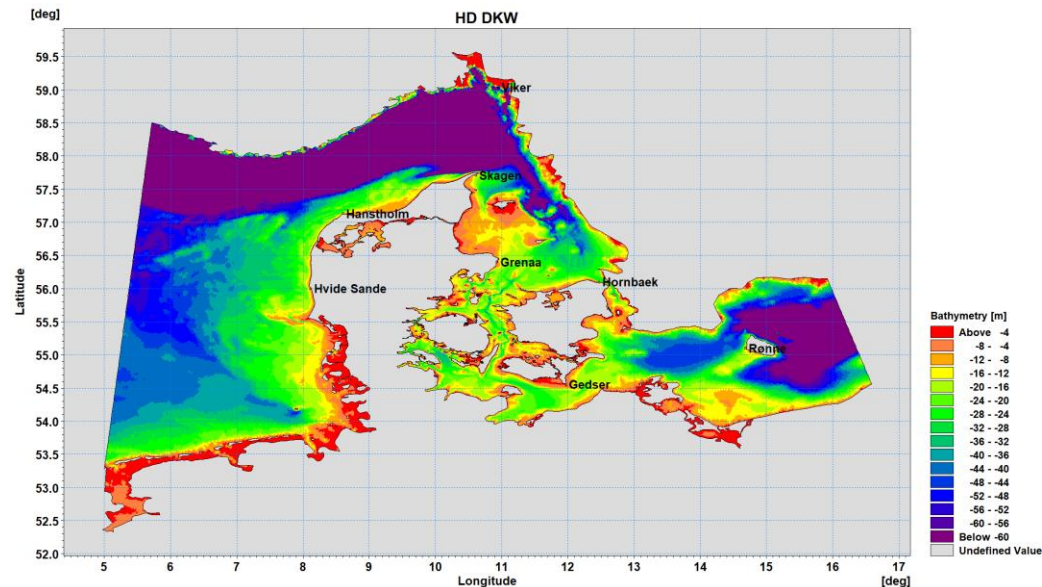 [deg]
HD DKW
59.5
59.0
58.5
58.0
57.5
57.0
56.5
56.0
55.5
55.0
54.5
54.0
53.5
53.0
52.5
52.0
Latitude
Viker
Skagen
Hanstholm
Grenaa
Hornbaek
Hvide Sande
Rønne
Gedser
5 6 7 8 9 10 11 12 13 14 15 16 17
Longitude
[deg]
Bathymetry [m]
Above -4
-8 - -4
-12 - -8
-16 - -12
-20 - -16
-24 - -20
-28 - -24
-32 - -28
-36 - -32
-40 - -36
-44 - -40
-48 - -44
-52 - -48
-56 - -52
-60 - -56
Below -60
Undefined Value